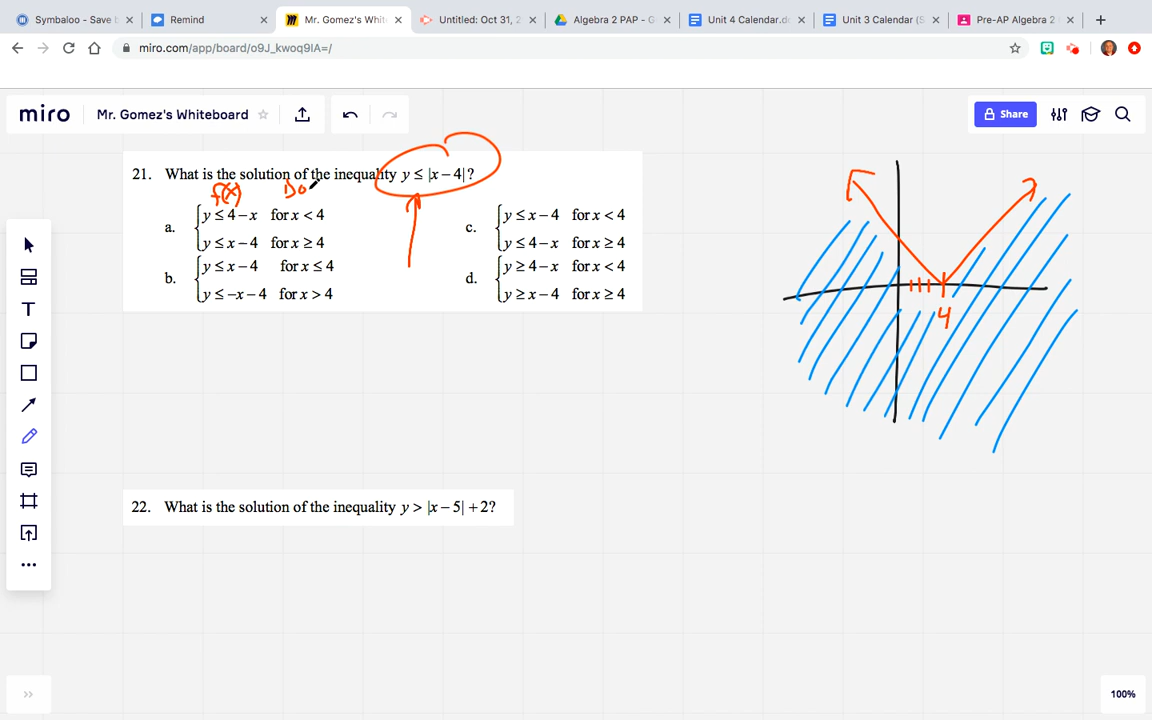 Symbaloo - Save b
Remind
Mr. Gomez's Whit
Untitled: Oct 31, 2
Algebra 2 PAP - G
Unit 4 Calendar.do
Unit 3 Calendar (S
Pre-AP Algebra 2
miro.com/app/board/o9J_kwoq9IA=/
miro
Mr. Gomez's Whiteboard
Share
21. What is the solution of the inequality y ≤ |x − 4|?
f(x) Do
a. y ≤ 4 − x for x < 4
y ≤ x − 4 for x ≥ 4
b. y ≤ x − 4 for x ≤ 4
y ≤ −x − 4 for x > 4
c. y ≤ x − 4 for x < 4
y ≤ 4 − x for x ≥ 4
d. y ≥ 4 − x for x < 4
y ≥ x − 4 for x ≥ 4
4
22. What is the solution of the inequality y > |x − 5| + 2?
100%